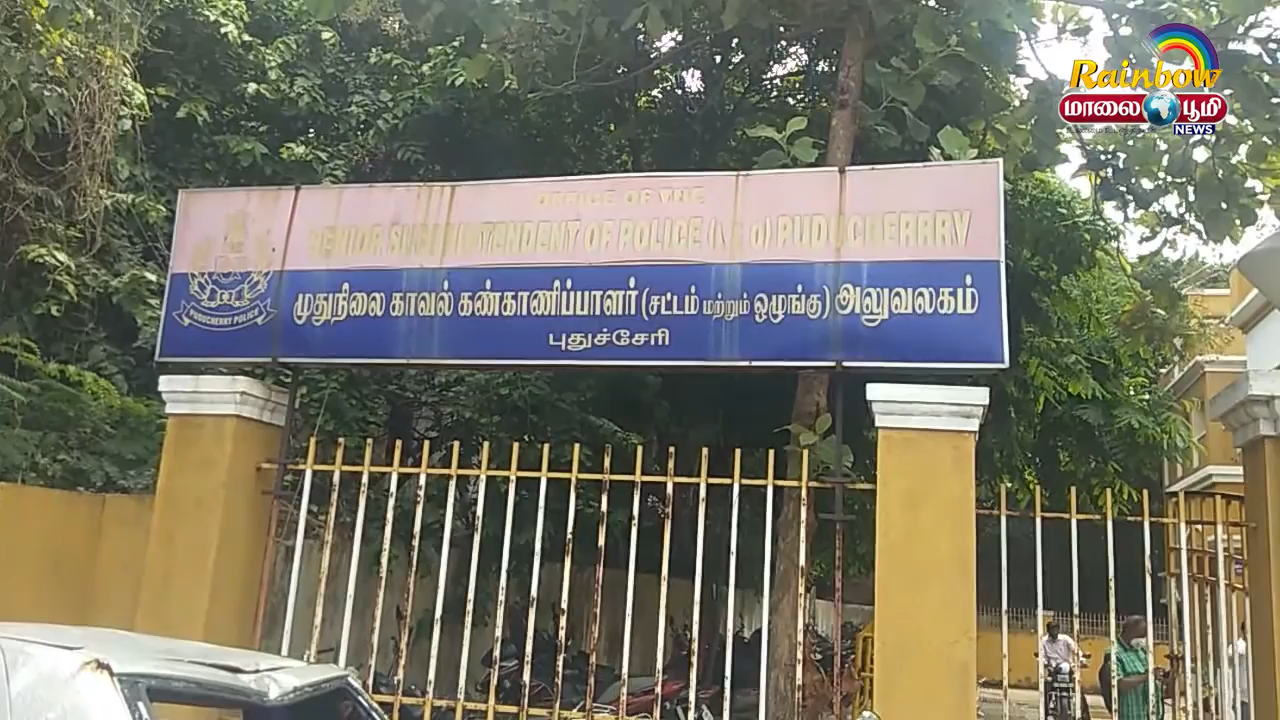 Rainbow
மாலை பூமி
NEWS
OFFICE OF THE
SENIOR SUPERINTENDENT OF POLICE (L & O) PUDUCHERRRY
முதுநிலை காவல் கண்காணிப்பாளர் (சட்டம் மற்றும் ஒழுங்கு) அலுவலகம்
புதுச்சேரி
PUDUCHERRY POLICE